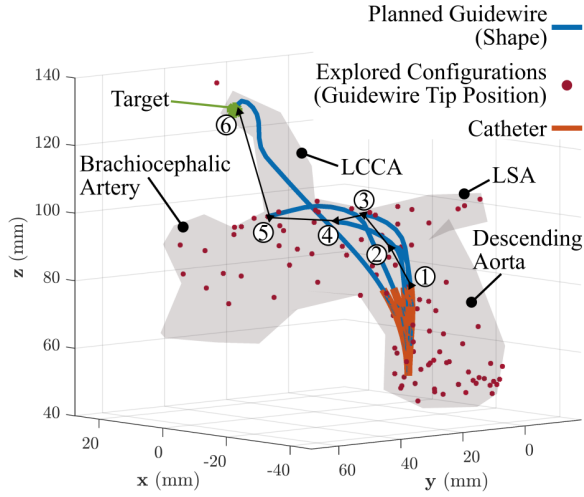 Planned Guidewire
(Shape)
Explored Configurations
(Guidewire Tip Position)
Catheter
140
Target
⑥
120
LCCA
Brachiocephalic
Artery
LSA
③
100
⑤
④
②
Descending
Aorta
①
z (mm)
80
60
40
20
0
-20
-40
60
40
20
0
x (mm)
y (mm)